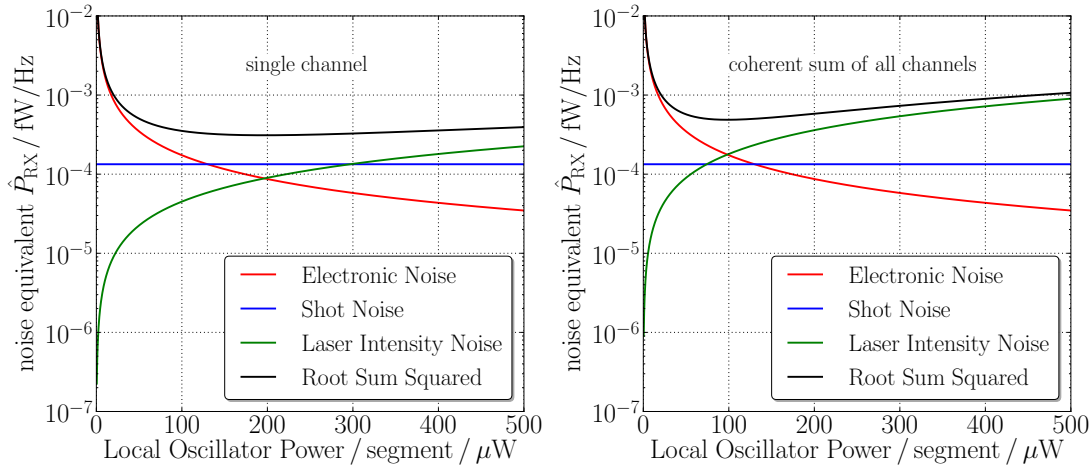 noise equivalent P̂_RX / fW/Hz
10^-2
10^-3
10^-4
10^-5
10^-6
10^-7
single channel
Electronic Noise
Shot Noise
Laser Intensity Noise
Root Sum Squared
0 100 200 300 400 500
Local Oscillator Power / segment / μW
noise equivalent P̂_RX / fW/Hz
10^-2
10^-3
10^-4
10^-5
10^-6
10^-7
coherent sum of all channels
Electronic Noise
Shot Noise
Laser Intensity Noise
Root Sum Squared
0 100 200 300 400 500
Local Oscillator Power / segment / μW